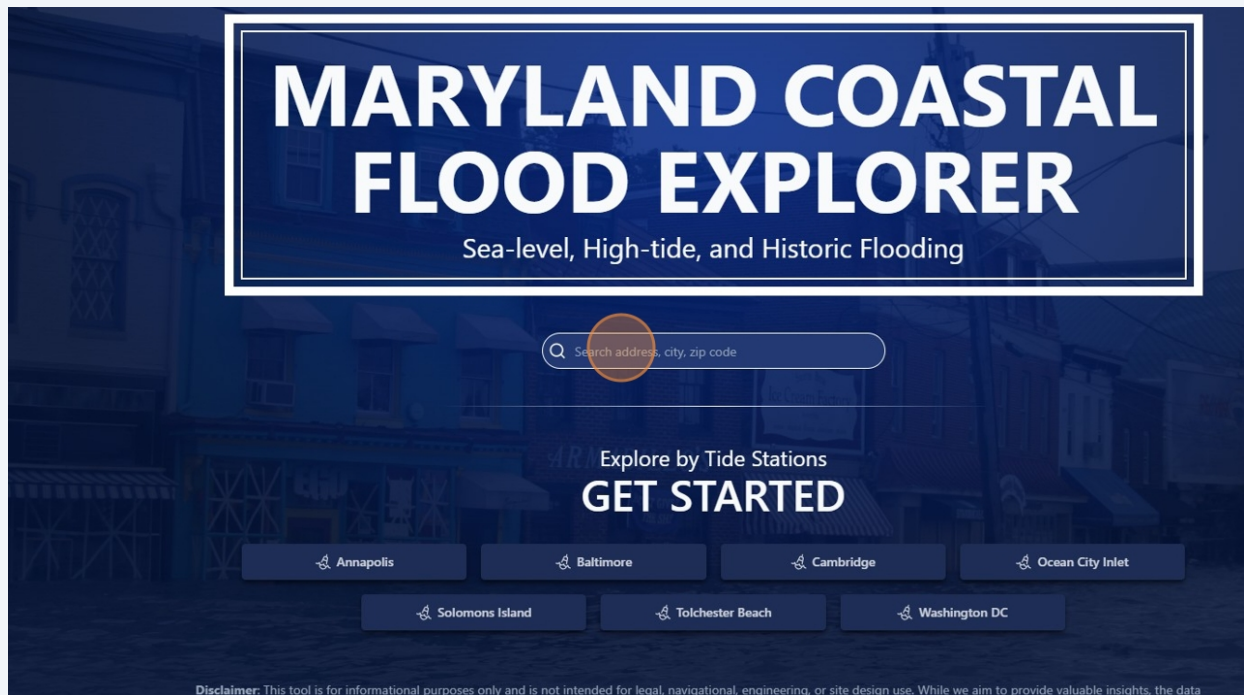 MARYLAND COASTAL
FLOOD EXPLORER
Sea-level, High-tide, and Historic Flooding
Search address, city, zip code
Explore by Tide Stations
GET STARTED
Annapolis
Baltimore
Cambridge
Ocean City Inlet
Solomons Island
Tolchester Beach
Washington DC
Disclaimer: This tool is for informational purposes only and is not intended for legal, navigational, engineering, or site design use. While we aim to provide valuable insights, the data